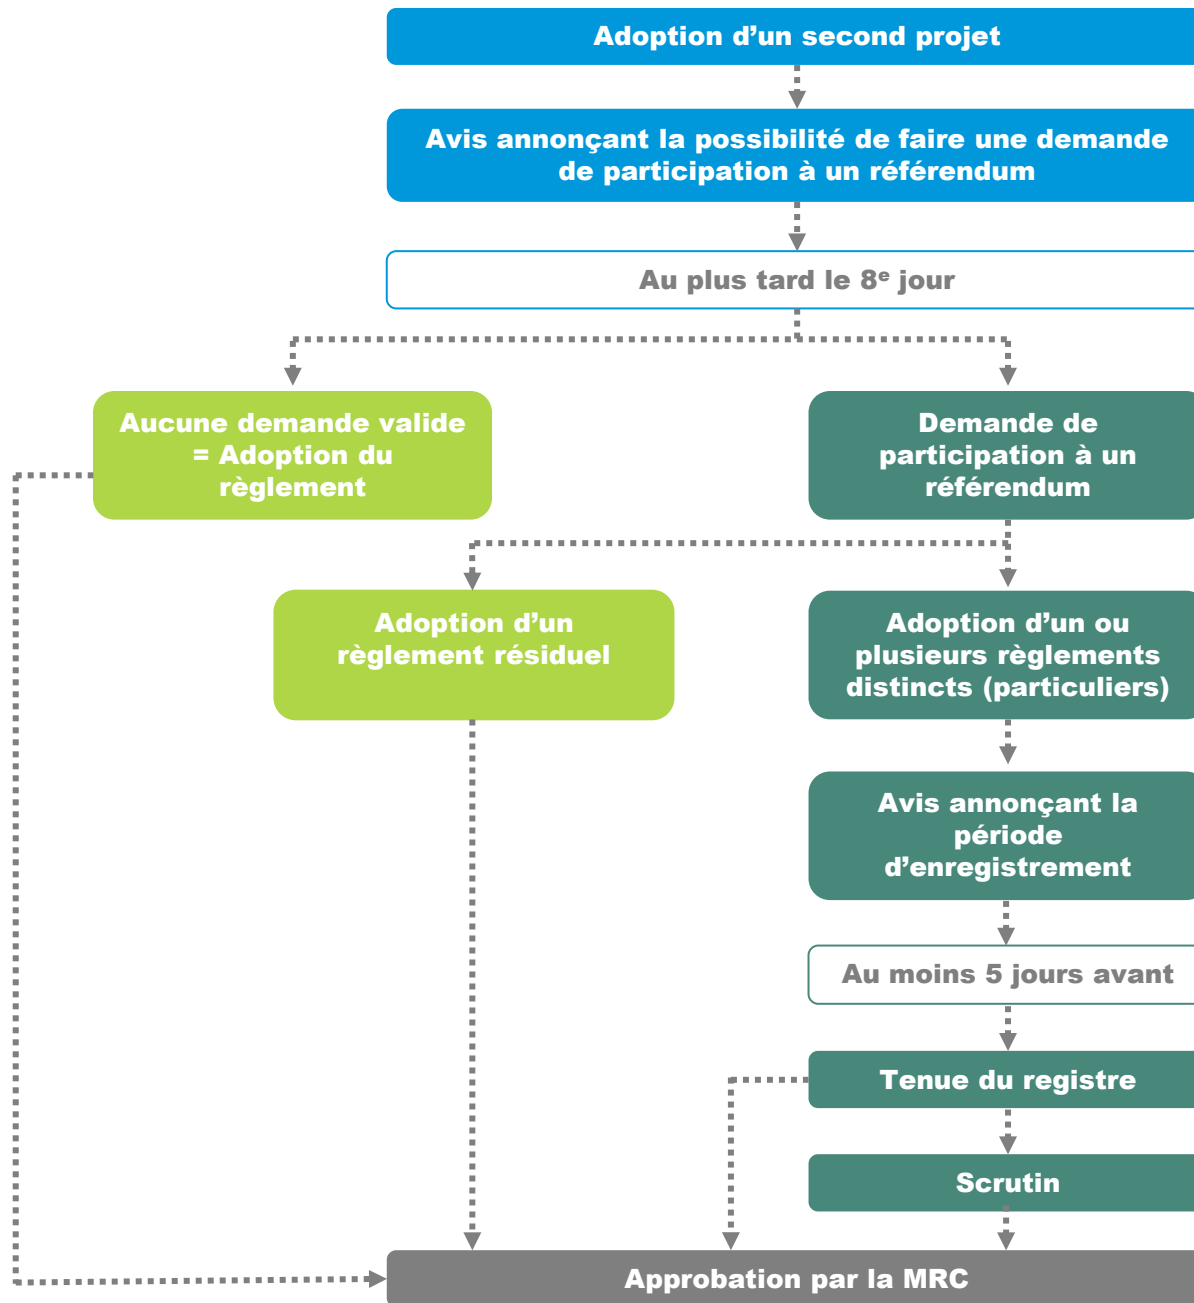 Adoption d’un second projet
Avis annonçant la possibilité de faire une demande
de participation à un référendum
Au plus tard le 8e jour
Aucune demande valide
= Adoption du
règlement
Demande de
participation à un
référendum
Adoption d’un
règlement résiduel
Adoption d’un ou
plusieurs règlements
distincts (particuliers)
Avis annonçant la
période
d’enregistrement
Au moins 5 jours avant
Tenue du registre
Scrutin
Approbation par la MRC